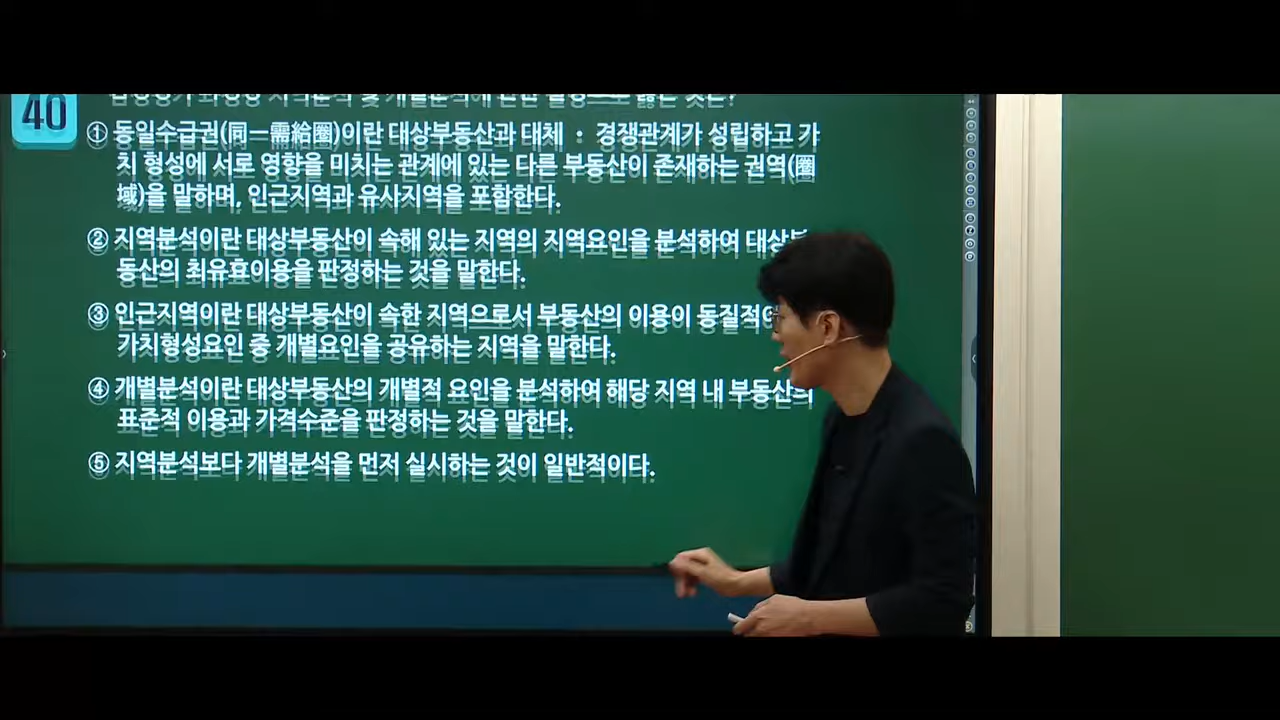 40
① 동일수급권(同一需給圈)이란 대상부동산과 대체 · 경쟁관계가 성립하고 가
치 형성에 서로 영향을 미치는 관계에 있는 다른 부동산이 존재하는 권역(圈
域)을 말하며, 인근지역과 유사지역을 포함한다.
② 지역분석이란 대상부동산이 속해 있는 지역의 지역요인을 분석하여
동산의 최유효이용을 판정하는 것을 말한다.
③ 인근지역이란 대상부동산이 속한 지역으로서 부동산의 이용이
가치형성요인 중 개별요인을 공유하는 지역을 말한다.
④ 개별분석이란 대상부동산의 개별적 요인을 분석하여 해당 지역 내 부동산의
표준적 이용과 가격수준을 판정하는 것을 말한다.
⑤ 지역분석보다 개별분석을 먼저 실시하는 것이 일반적이다.